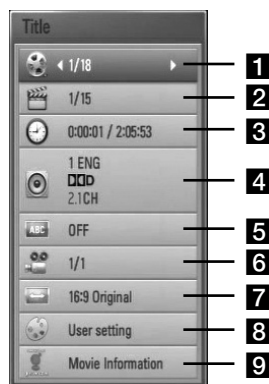 Title
1/18 1
1/15 2
0:00:01 / 2:05:53 3
1 ENG
DD D 4
2.1CH
ABC OFF 5
1/1 6
16:9 Original 7
User setting 8
Movie Information 9